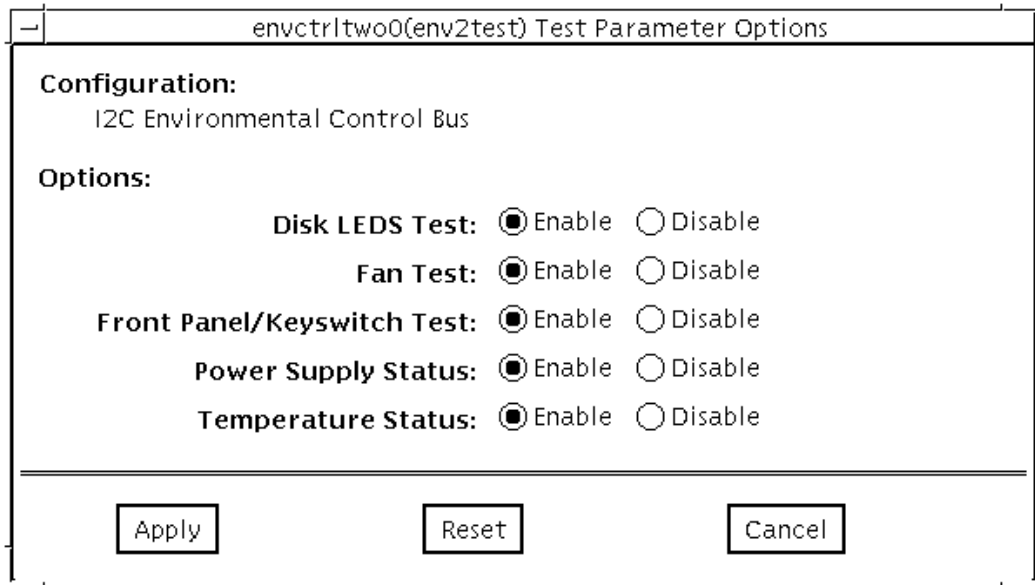 envctrltwo0(env2test) Test Parameter Options
Configuration:
I2C Environmental Control Bus
Options:
Disk LEDS Test: Enable Disable
Fan Test: Enable Disable
Front Panel/Keyswitch Test: Enable Disable
Power Supply Status: Enable Disable
Temperature Status: Enable Disable
Apply Reset Cancel